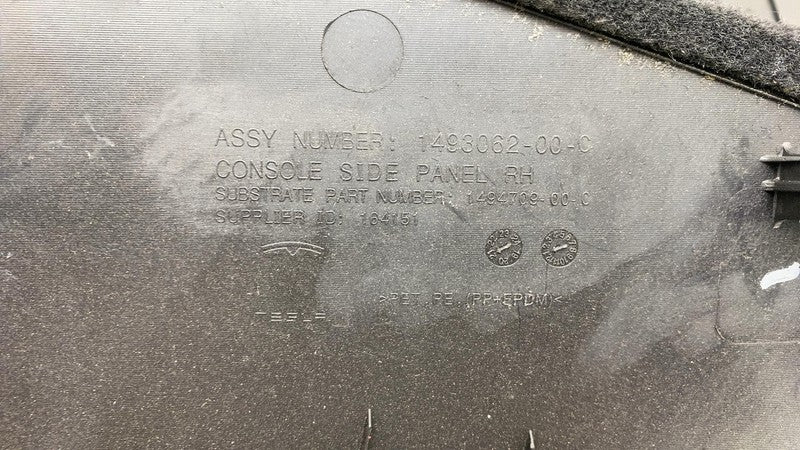 ASSY NUMBER: 1493062-00-C
CONSOLE SIDE PANEL, RH
SUBSTRATE PART NUMBER: 1494709-00-C
SUPPLIER ID: 164151
>PET, PE, (PP+EPDM)<
TESLA